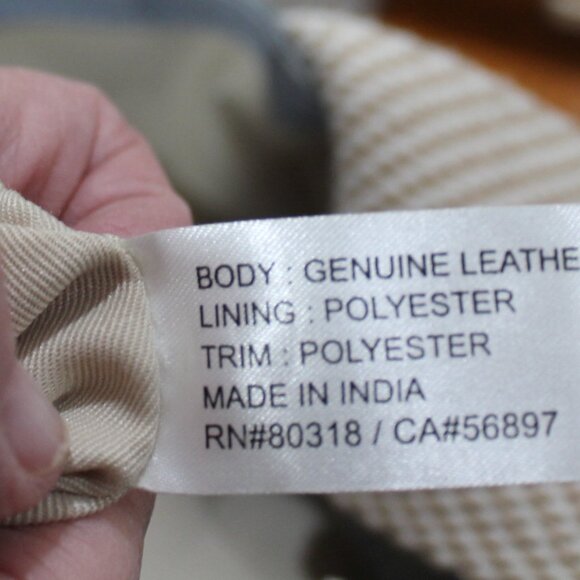 BODY : GENUINE LEATHE
LINING : POLYESTER
TRIM : POLYESTER
MADE IN INDIA
RN#80318 / CA#56897